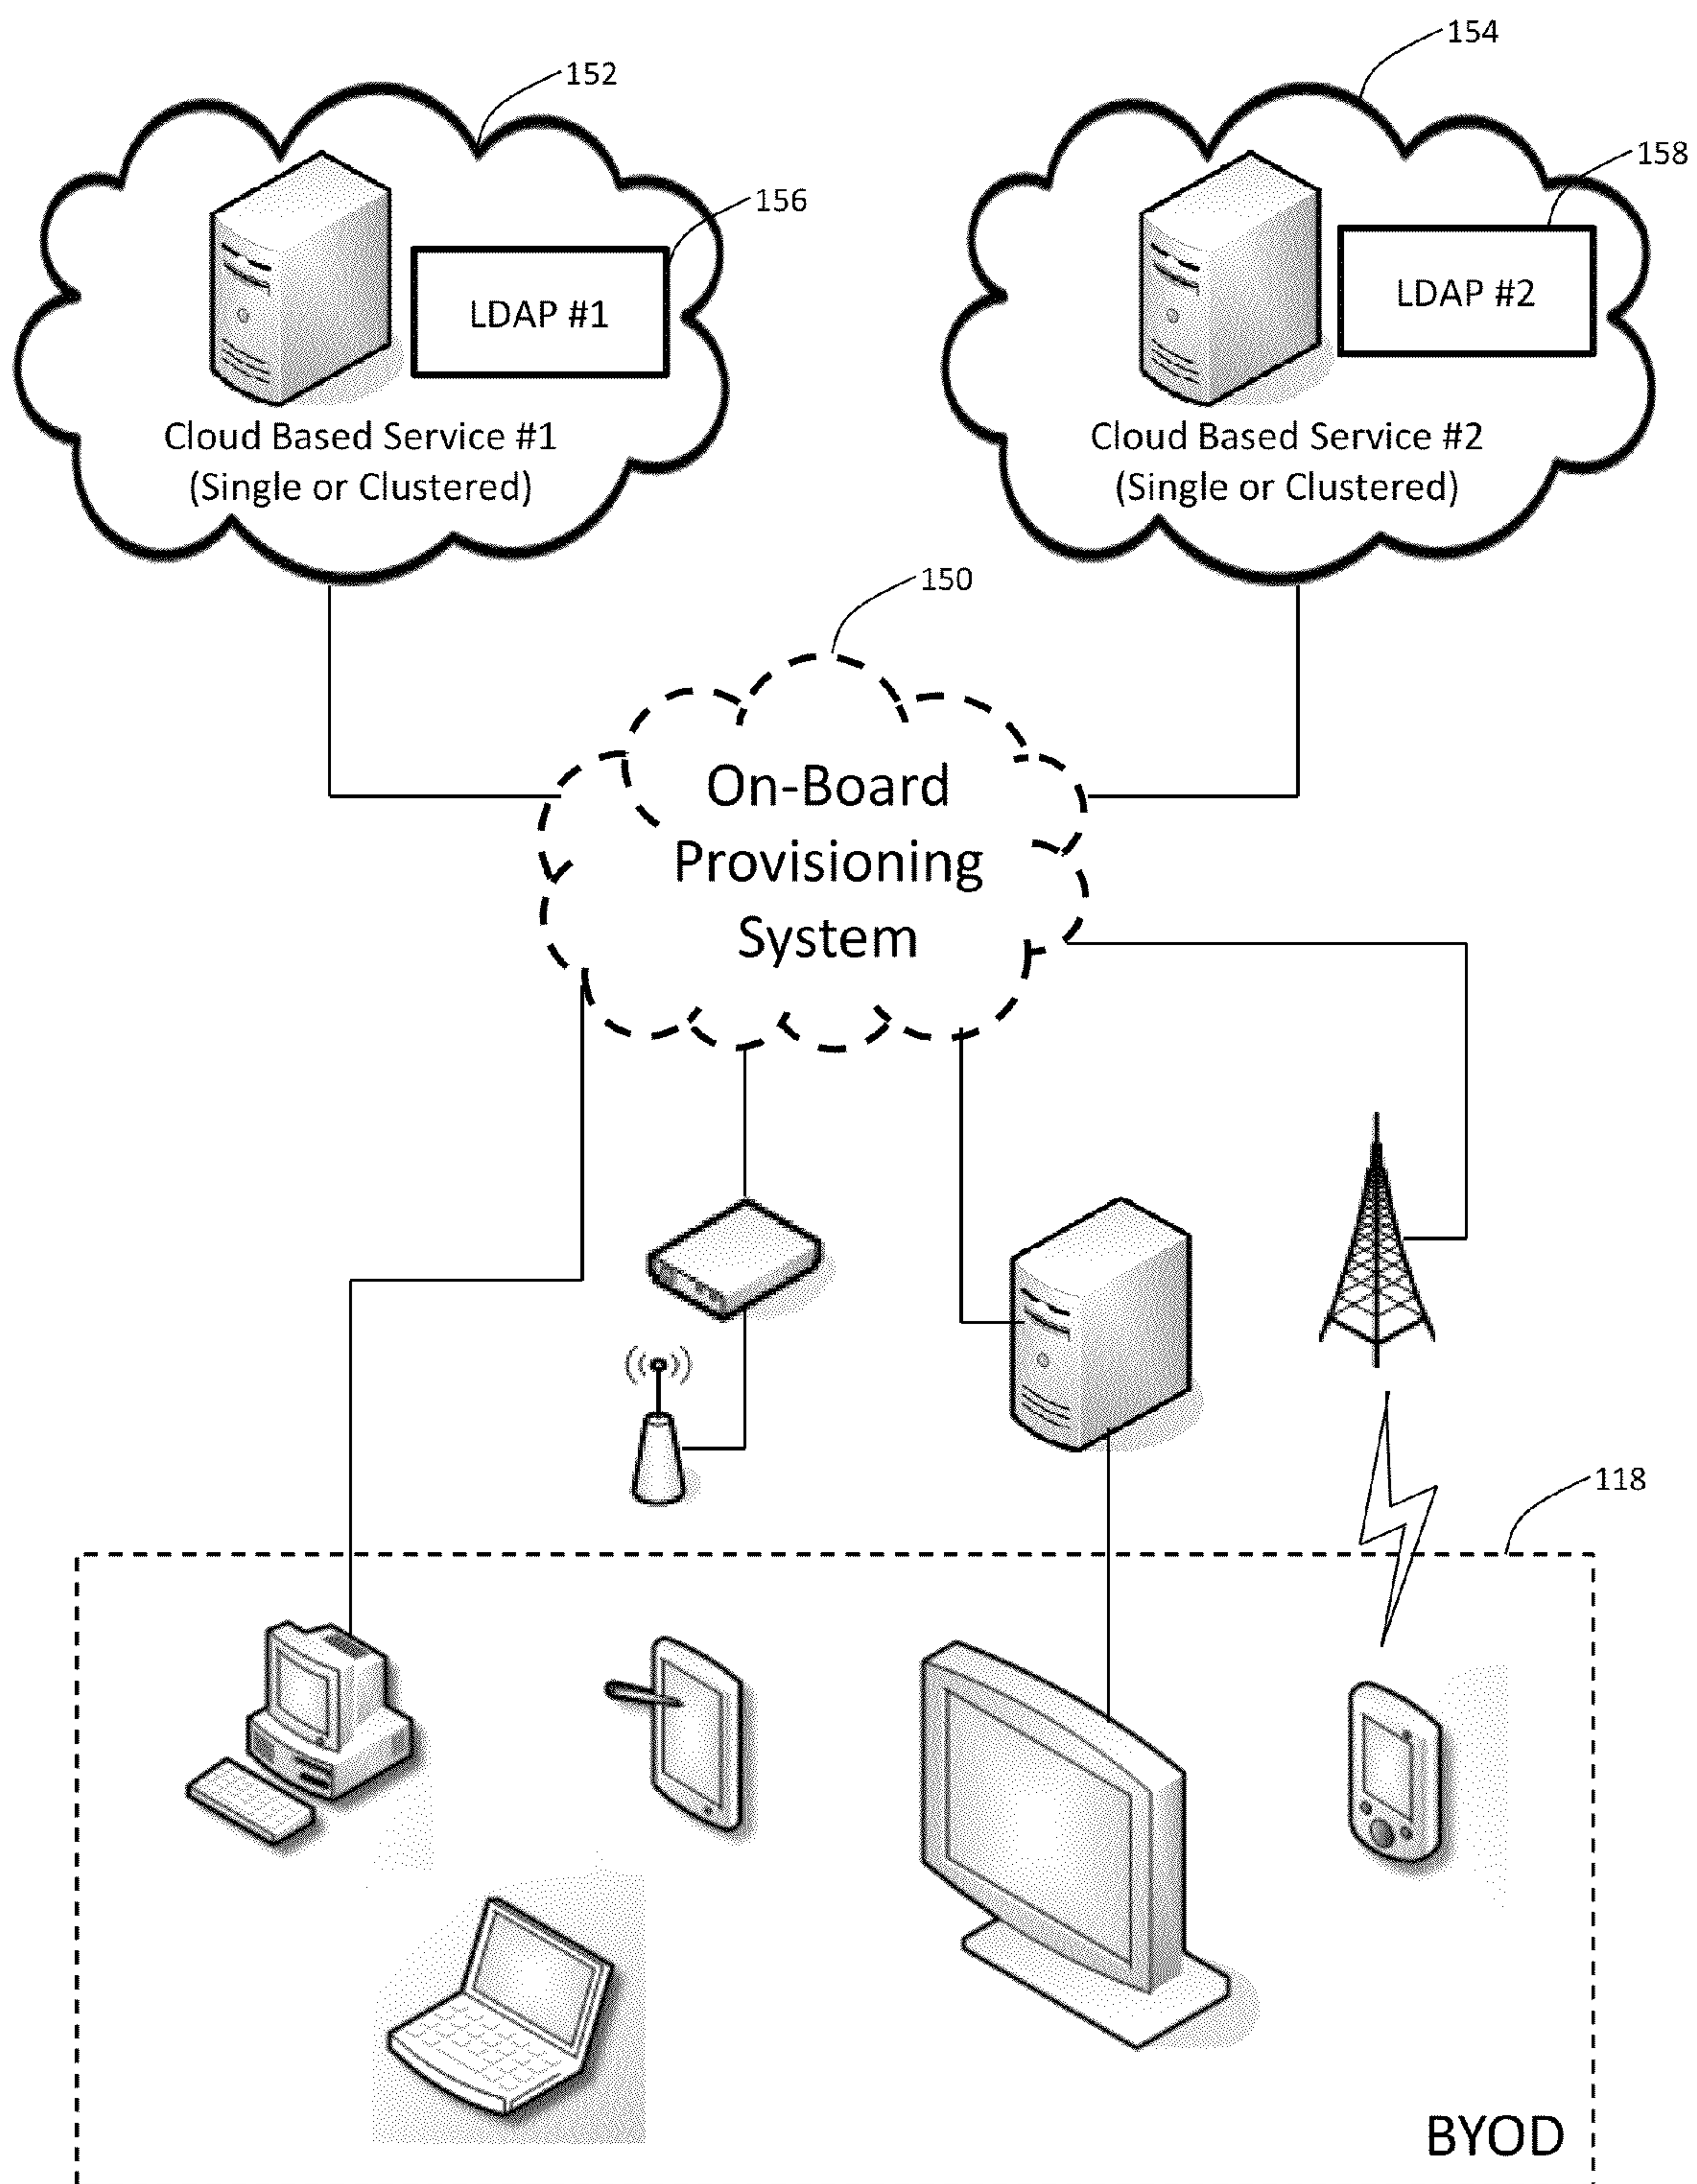 154
152
158
156
LDAP #1
LDAP #2
Cloud Based Service #1
(Single or Clustered)
Cloud Based Service #2
(Single or Clustered)
150
On-Board
Provisioning
System
118
BYOD